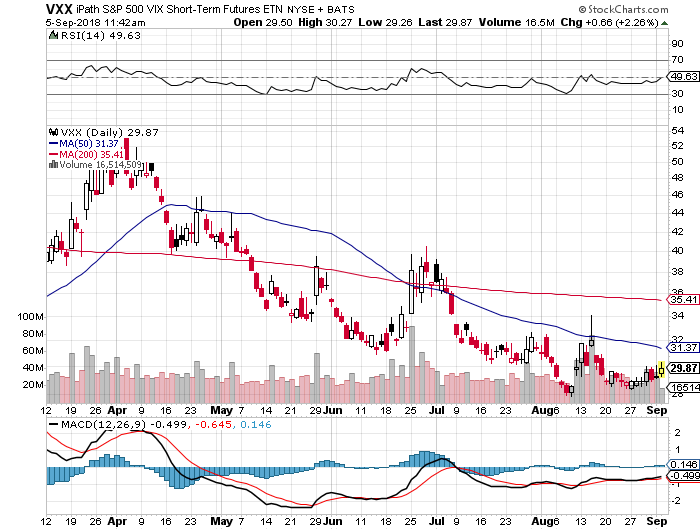 VXX iPath S&P 500 VIX Short-Term Futures ETN NYSE + BATS © StockCharts.com
5-Sep-2018 11:42am Open 29.50 High 30.27 Low 29.26 Last 29.87 Volume 16.5M Chg +0.66 (+2.26%)
RSI(14) 49.63
90
70
49.63
30
10
VXX (Daily) 29.87
MA(50) 31.37
MA(200) 35.41
Volume 16,514,509
54
52
50
48
46
44
42
40
38
36
35.41
34
32
31.37
29.87
28
100M
80M
60M
40M
20M
16514
12 19 26 Apr 9 16 23 May 7 14 21 29 Jun 11 18 25 Jul 9 16 23 Aug 6 13 20 27 Sep
MACD(12,26,9) -0.499, -0.645, 0.146
2
1
0.146
-0.499
-1
-2
12 19 26 Apr 9 16 23 May 7 14 21 29 Jun 11 18 25 Jul 9 16 23 Aug 6 13 20 27 Sep